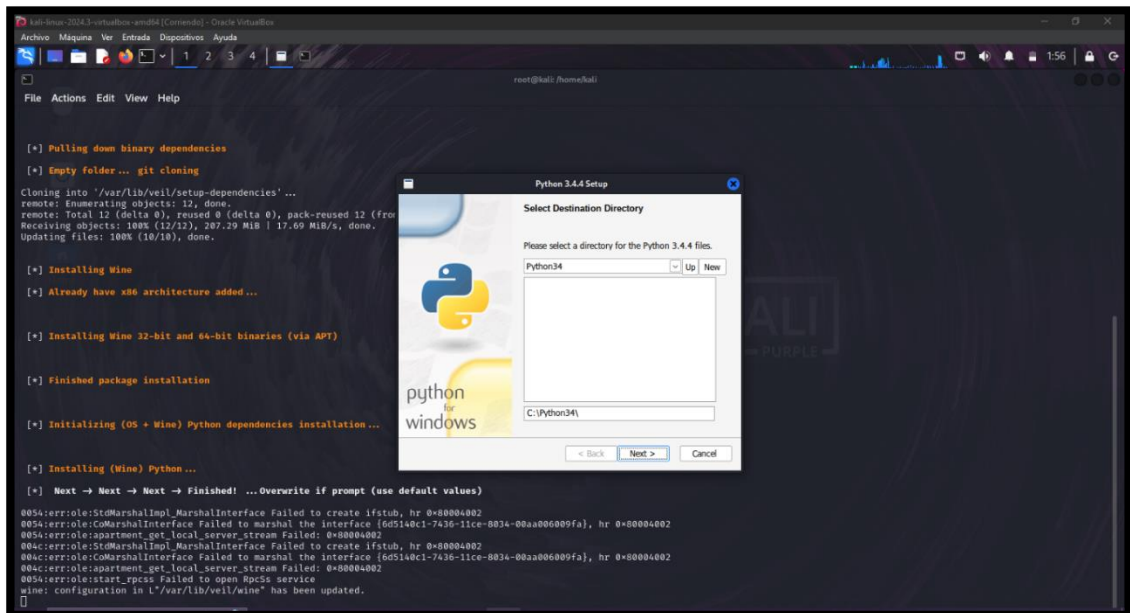 kali-linux-2024.3-virtualbox-amd64 [Corriendo] - Oracle VirtualBox
Archivo Máquina Ver Entrada Dispositivos Ayuda
1 2 3 4
1:56
root@kali: /home/kali
File Actions Edit View Help
[*] Pulling down binary dependencies
[*] Empty folder... git cloning
Cloning into '/var/lib/veil/setup-dependencies'...
remote: Enumerating objects: 12, done.
remote: Total 12 (delta 0), reused 0 (delta 0), pack-reused 12 (fro
Receiving objects: 100% (12/12), 207.29 MiB | 17.69 MiB/s, done.
Updating files: 100% (10/10), done.
[*] Installing Wine
[*] Already have x86 architecture added...
[*] Installing Wine 32-bit and 64-bit binaries (via APT)
[*] Finished package installation
[*] Initializing (OS + Wine) Python dependencies installation...
[*] Installing (Wine) Python...
[*] Next → Next → Next → Finished! ...Overwrite if prompt (use default values)
0054:err:ole:StdMarshalImpl_MarshalInterface Failed to create ifstub, hr 0×80004002
0054:err:ole:CoMarshalInterface Failed to marshal the interface {6d5140c1-7436-11ce-8034-00aa006009fa}, hr 0×80004002
0054:err:ole:apartment_get_local_server_stream Failed: 0×80004002
004c:err:ole:StdMarshalImpl_MarshalInterface Failed to create ifstub, hr 0×80004002
004c:err:ole:CoMarshalInterface Failed to marshal the interface {6d5140c1-7436-11ce-8034-00aa006009fa}, hr 0×80004002
004c:err:ole:apartment_get_local_server_stream Failed: 0×80004002
0054:err:ole:start_rpcss Failed to open RpcSs service
wine: configuration in L"/var/lib/veil/wine" has been updated.
Python 3.4.4 Setup
Select Destination Directory
Please select a directory for the Python 3.4.4 files.
Python34
Up New
python
for
windows
C:\Python34\
< Back Next > Cancel
KALI
PURPLE